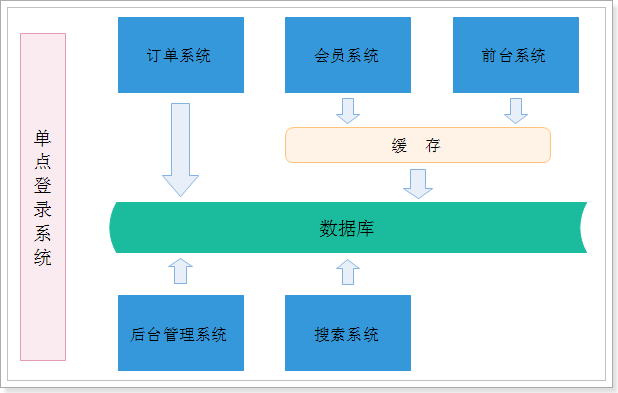 单点登录系统
订单系统
会员系统
前台系统
缓 存
数据库
后台管理系统
搜索系统